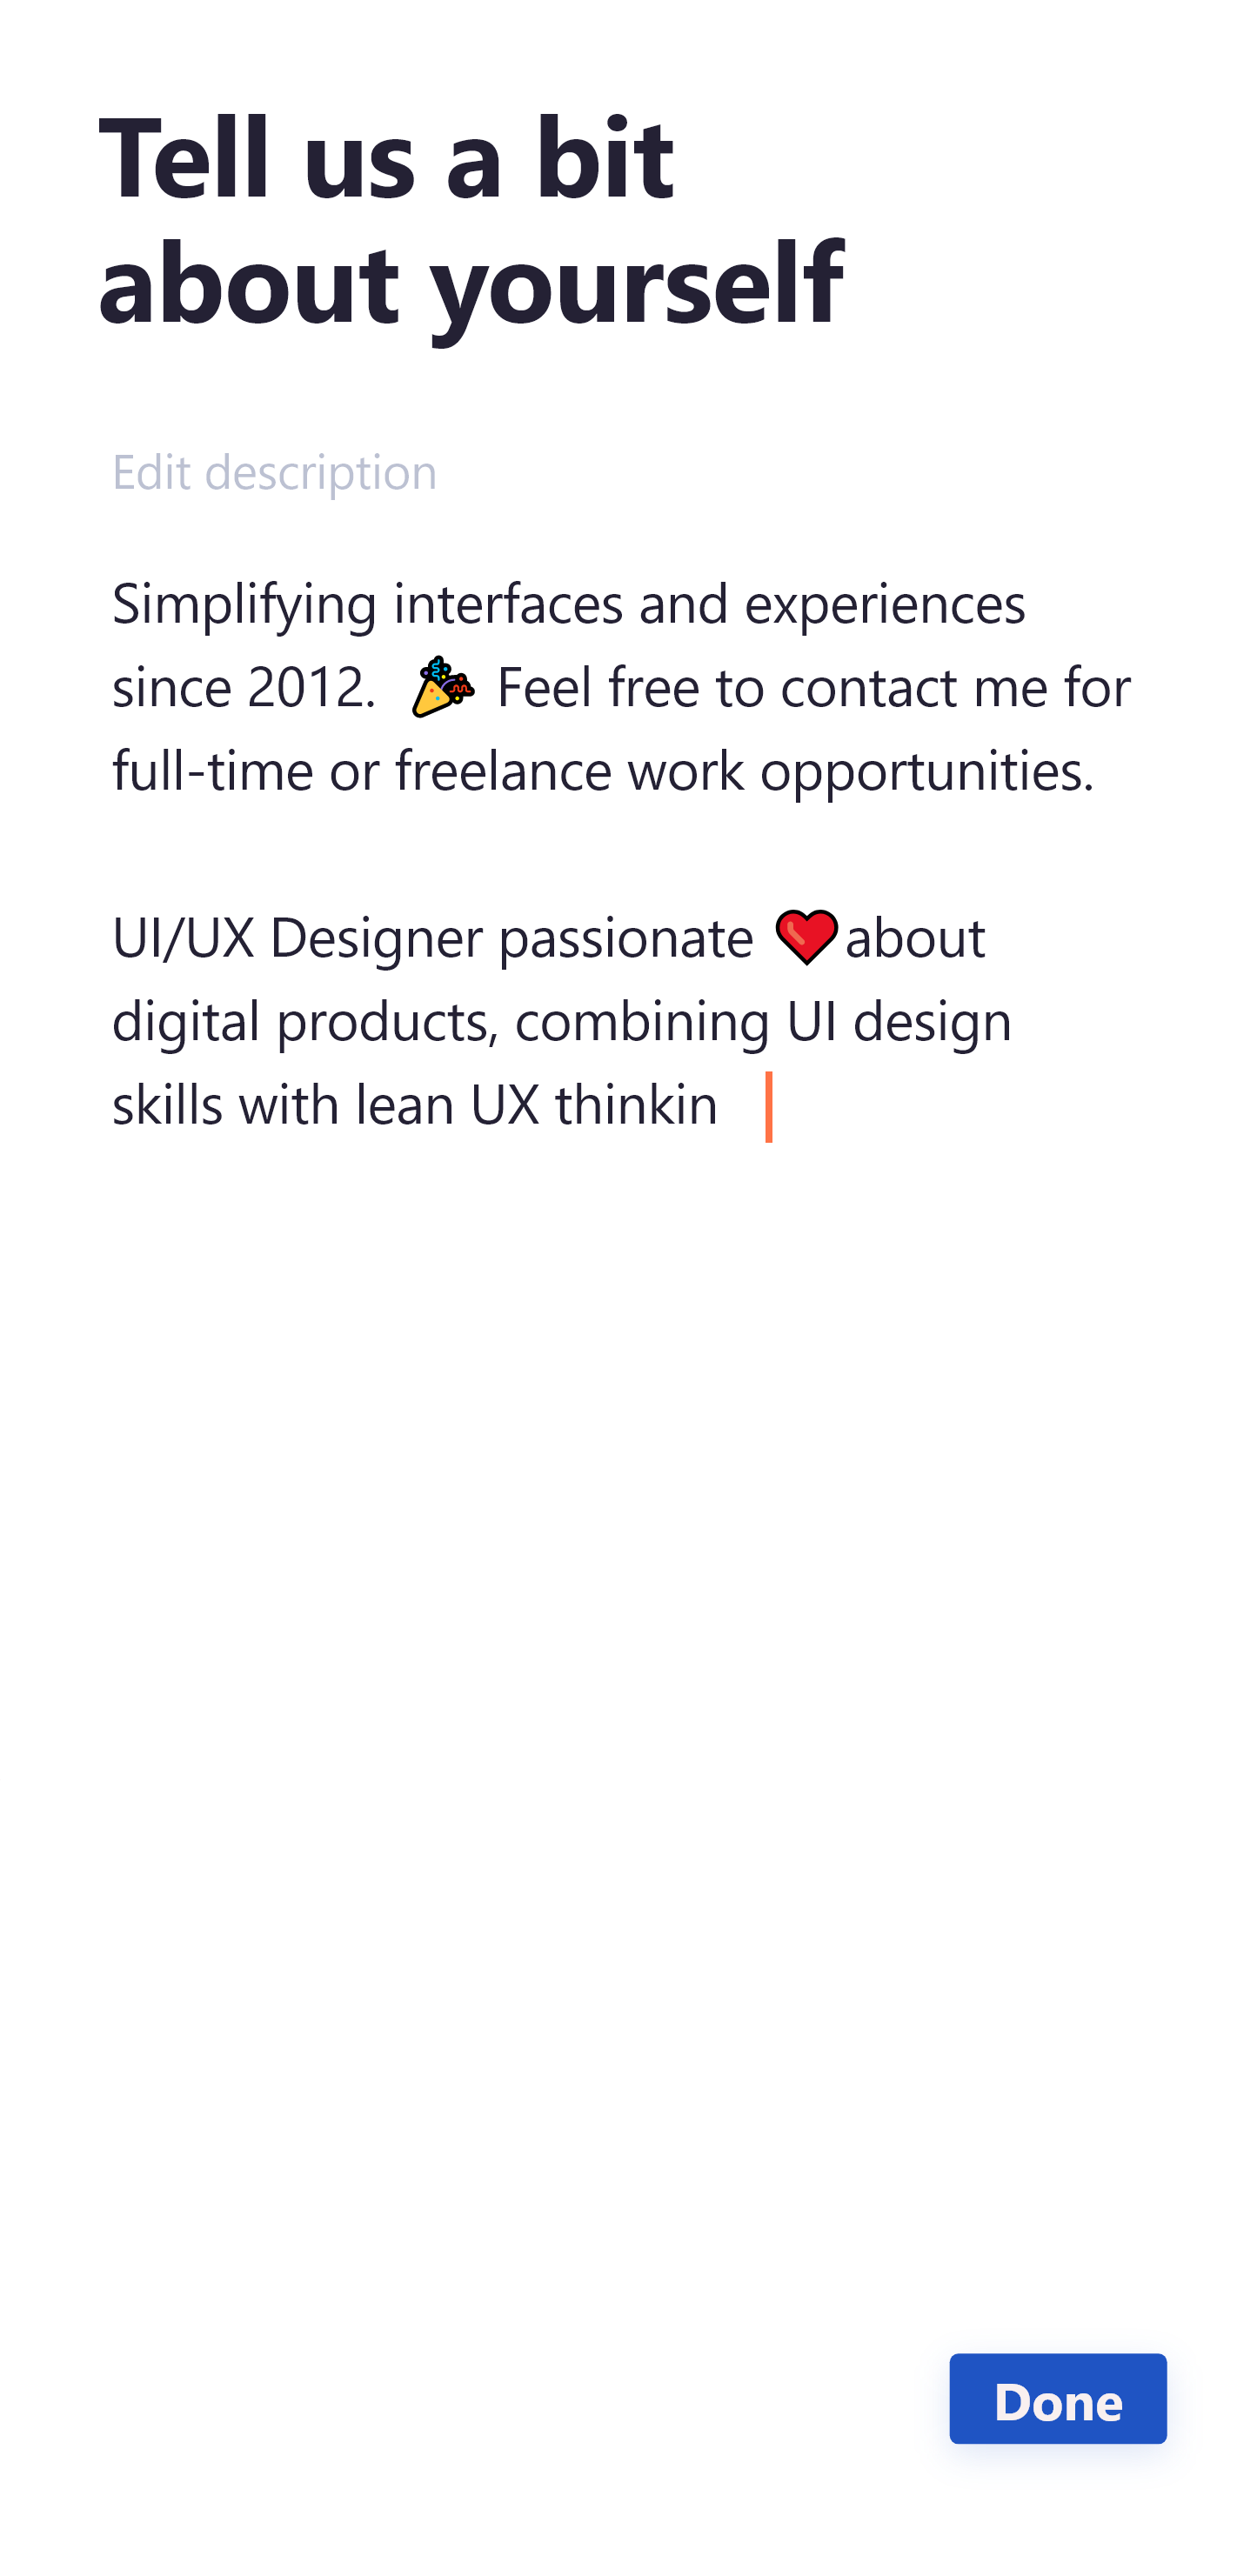 Tell us a bit
about yourself
Edit description
Simplifying interfaces and experiences
since 2012. 🎉 Feel free to contact me for
full-time or freelance work opportunities.
UI/UX Designer passionate ❤️ about
digital products, combining UI design
skills with lean UX thinkin
Done